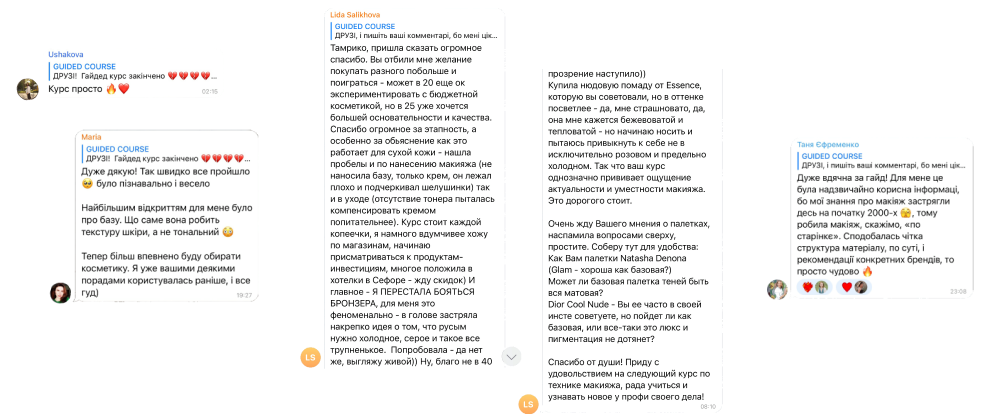 Ushakova
GUIDED COURSE
ДРУЗІ! Гайдед курс закінчено 💔💔💔💔...
Курс просто 🔥❤️
02:15
Maria
GUIDED COURSE
ДРУЗІ! Гайдед курс закінчено 💔💔💔💔...
Дуже дякую! Так швидко все пройшло
🥹 було пізнавально і весело
Найбільшим відкриттям для мене було
про базу. Що саме вона робить
текстуру шкіри, а не тональний 😳
Тепер більш впевнено буду обирати
косметику. Я уже вашими деякими
порадами користувалась раніше, і все
гуд)
19:27
Lida Salikhova
GUIDED COURSE
ДРУЗІ, і пишіть ваші комментарі, бо мені цік...
Тамрико, пришла сказать огромное
спасибо. Вы отбили мне желание
покупать разного побольше и
поиграться - может в 20 еще ок
экспериментировать с бюджетной
косметикой, но в 25 уже хочется
большей основательности и качества.
Спасибо огромное за этапность, а
особенно за обьяснение как это
работает для сухой кожи - нашла
пробелы и по нанесению макияжа (не
наносила базу, только крем, он лежал
плохо и подчеркивал шелушинки) так
и в уходе (отсутствие тонера пыталась
компенсировать кремом
попитательнее). Курс стоит каждой
копеечки, я намного вдумчивее хожу
по магазинам, начинаю
присматриваться к продуктам-
инвестициям, многое положила в
хотелки в Сефоре - жду скидок) И
главное - Я ПЕРЕСТАЛА БОЯТЬСЯ
БРОНЗЕРА, для меня это
феноменально - в голове застряла
накрепко идея о том, что русым
нужно холодное, серое и такое все
трупненькое. Попробовала - да нет
же, выгляжу живой)) Ну, благо не в 40
LS
прозрение наступило))
Купила нюдовую помаду от Essence,
которую вы советовали, но в оттенке
посветлее - да, мне страшновато, да,
она мне кажется бежеватой и
тепловатой - но начинаю носить и
пытаюсь привыкнуть к себе не в
исключительно розовом и предельно
холодном. Так что ваш курс
однозначно прививает ощущение
актуальности и уместности макияжа.
Это дорогого стоит.
Очень жду Вашего мнения о палетках,
наспамила вопросами сверху,
простите. Соберу тут для удобства:
Как Вам палетки Natasha Denona
(Glam - хороша как базовая?)
Может ли базовая палетка теней быть
вся матовая?
Dior Cool Nude - Вы ее часто в своей
инсте советуете, но пойдет ли как
базовая, или все-таки это люкс и
пигментация не дотянет?
Спасибо от души! Приду с
удовольствием на следующий курс по
технике макияжа, рада учиться и
узнавать новое у профи своего дела!
08:10
LS
Таня Єфременко
GUIDED COURSE
ДРУЗІ, і пишіть ваші комментарі, бо мені цік...
Дуже вдячна за гайд! Для мене це
була надзвичайно корисна інформаці,
бо мої знання про макіяж застрягли
десь на початку 2000-х 🫣, тому
робила макіяж, скажімо, «по
старінкє». Сподобалась чітка
структура матеріалу, по суті, і
рекомендації конкретних брендів, то
просто чудово 🔥
23:08